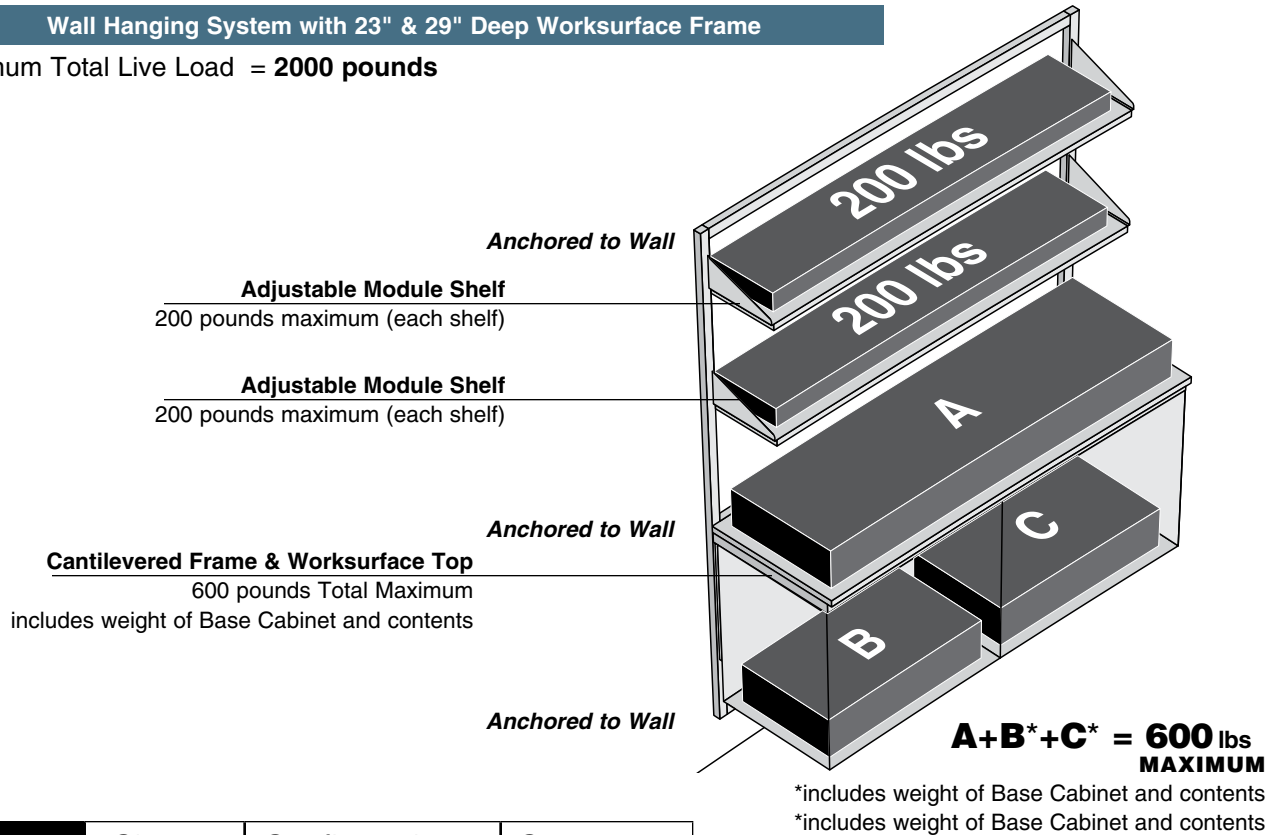 Wall Hanging System with 23" & 29" Deep Worksurface Frame
Total Live Load = 2000 pounds
200 lbs
Anchored to Wall
Adjustable Module Shelf
200 pounds maximum (each shelf)
200 lbs
Adjustable Module Shelf
200 pounds maximum (each shelf)
A
Anchored to Wall
Cantilevered Frame & Worksurface Top
600 pounds Total Maximum
includes weight of Base Cabinet and contents
C
B
Anchored to Wall
A+B*+C* = 600 lbs
MAXIMUM
*includes weight of Base Cabinet and contents
*includes weight of Base Cabinet and contents